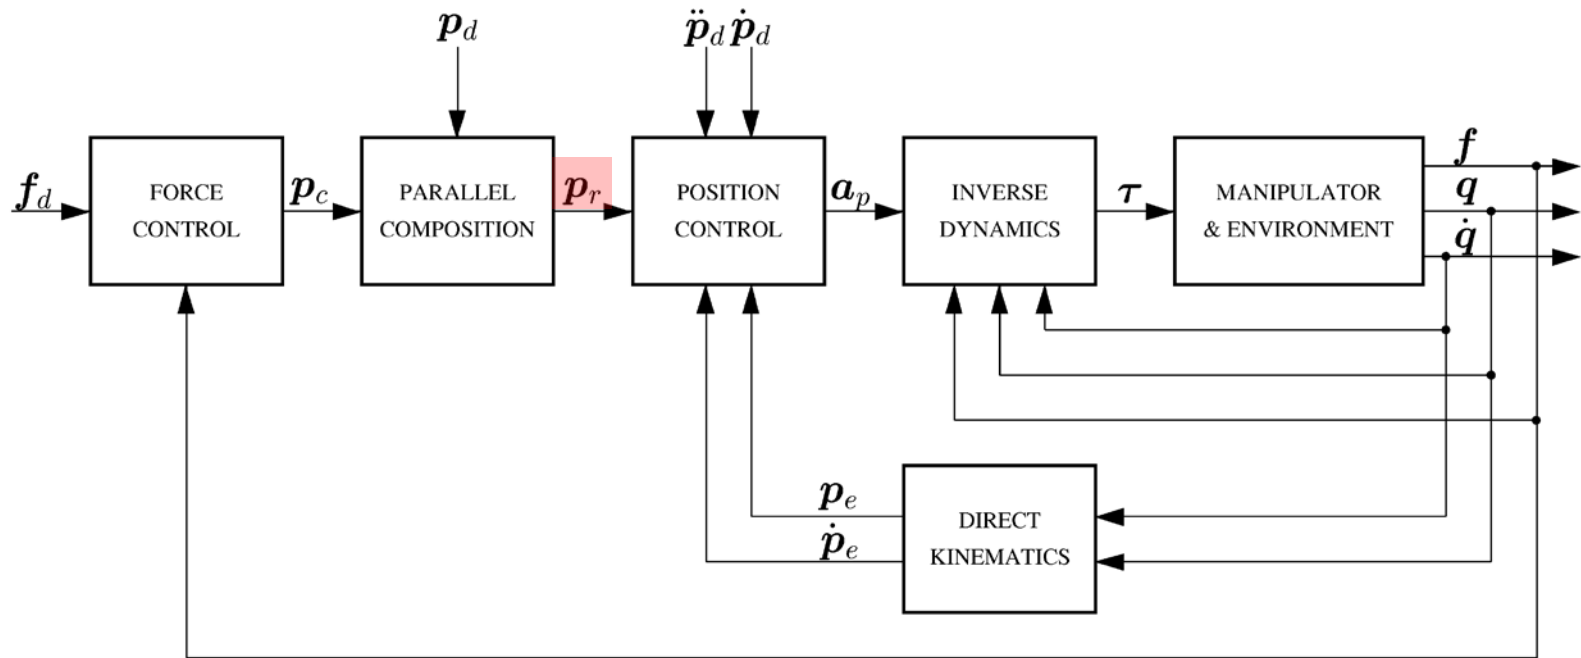 p_d
p̈_d ṗ_d
f_d
FORCE
CONTROL
p_c
PARALLEL
COMPOSITION
p_r
POSITION
CONTROL
a_p
INVERSE
DYNAMICS
τ
MANIPULATOR
& ENVIRONMENT
f
q
q̇
p_e
ṗ_e
DIRECT
KINEMATICS